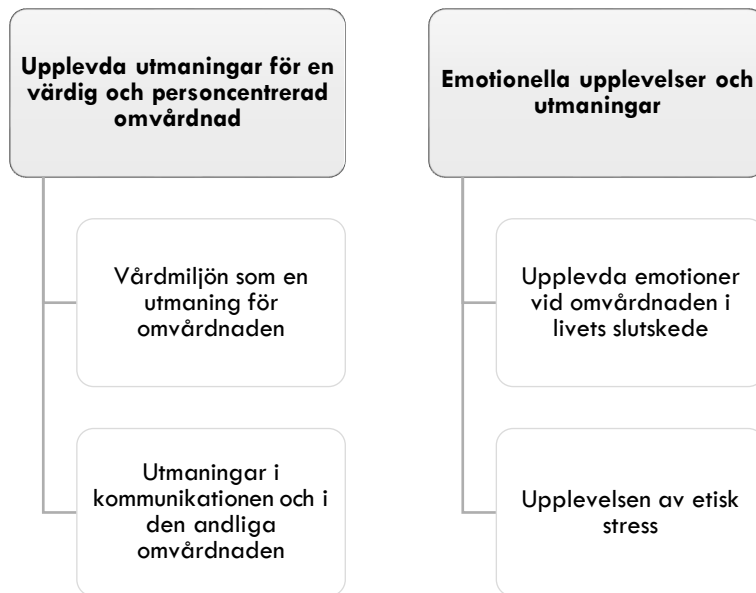 Upplevda utmaningar för en
värdig och personcentrerad
omvårdnad
Vårdmiljön som en
utmaning för
omvårdnaden
Utmaningar i
kommunikationen och i
den andliga
omvårdnaden
Emotionella upplevelser och
utmaningar
Upplevda emotioner
vid omvårdnaden i
livets slutskede
Upplevelsen av etisk
stress